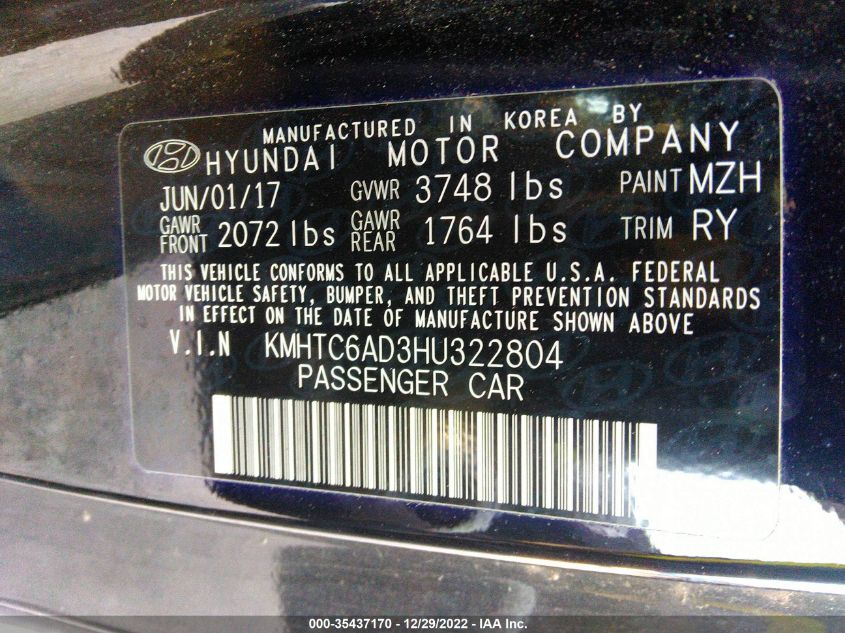 MANUFACTURED IN KOREA BY
HYUNDAI MOTOR COMPANY
JUN/01/17 GVWR 3748 lbs PAINT MZH
GAWR FRONT 2072 lbs GAWR REAR 1764 lbs TRIM RY
THIS VEHICLE CONFORMS TO ALL APPLICABLE U.S.A. FEDERAL
MOTOR VEHICLE SAFETY, BUMPER, AND THEFT PREVENTION STANDARDS
IN EFFECT ON THE DATE OF MANUFACTURE SHOWN ABOVE
V.I.N KMHTC6AD3HU322804
PASSENGER CAR
000-35437170 - 12/29/2022 - IAA Inc.